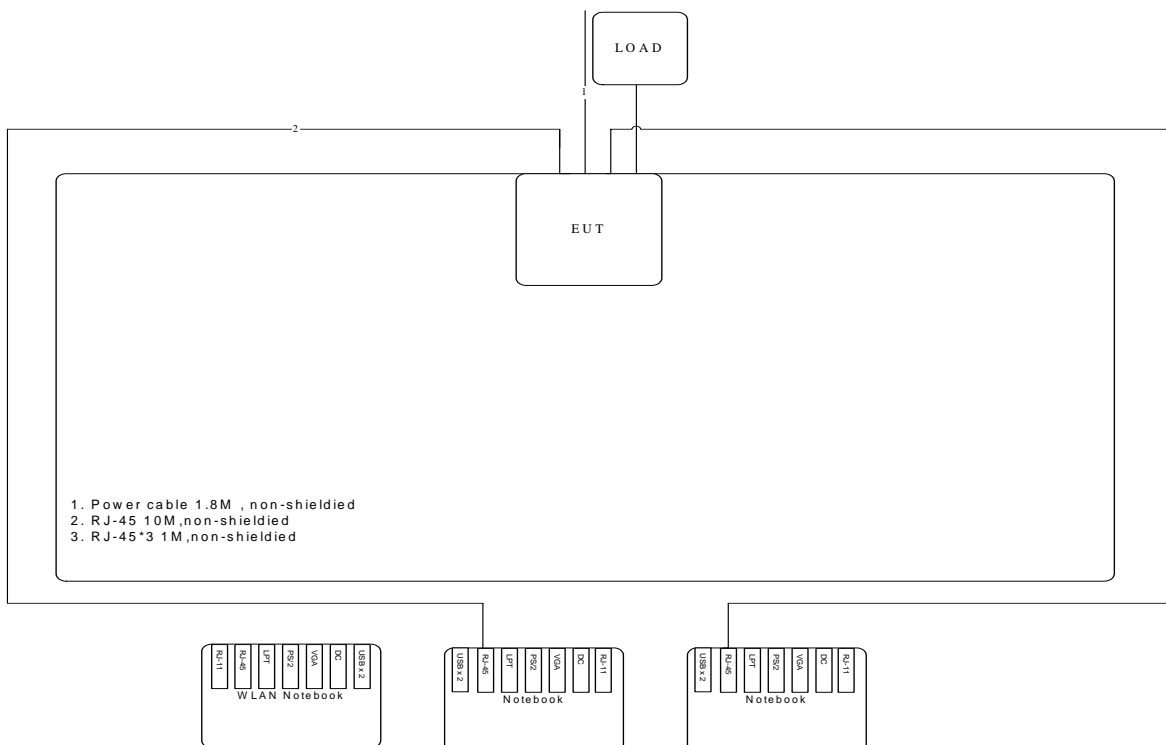 LOAD
1
2
EUT
1. Power cable 1.8M , non-shieldied
2. RJ-45 10M,non-shieldied
3. RJ-45*3 1M,non-shieldied
RJ-11 RJ-45 LPT PS/2 VGA DC USB x 2
WLAN Notebook
USB x 2 RJ-45 LPT PS/2 VGA DC RJ-11
Notebook
USB x 2 RJ-45 LPT PS/2 VGA DC RJ-11
Notebook